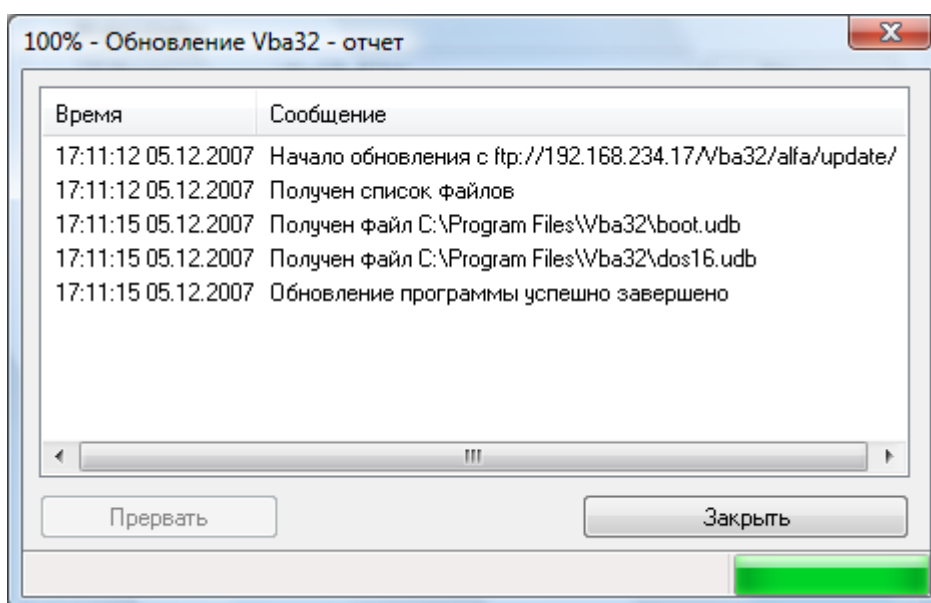 100% - Обновление Vba32 - отчет
Время Сообщение
17:11:12 05.12.2007 Начало обновления с ftp://192.168.234.17/Vba32/alfa/update/
17:11:12 05.12.2007 Получен список файлов
17:11:15 05.12.2007 Получен файл C:\Program Files\Vba32\boot.udb
17:11:15 05.12.2007 Получен файл C:\Program Files\Vba32\dos16.udb
17:11:15 05.12.2007 Обновление программы успешно завершено
Прервать Закрыть